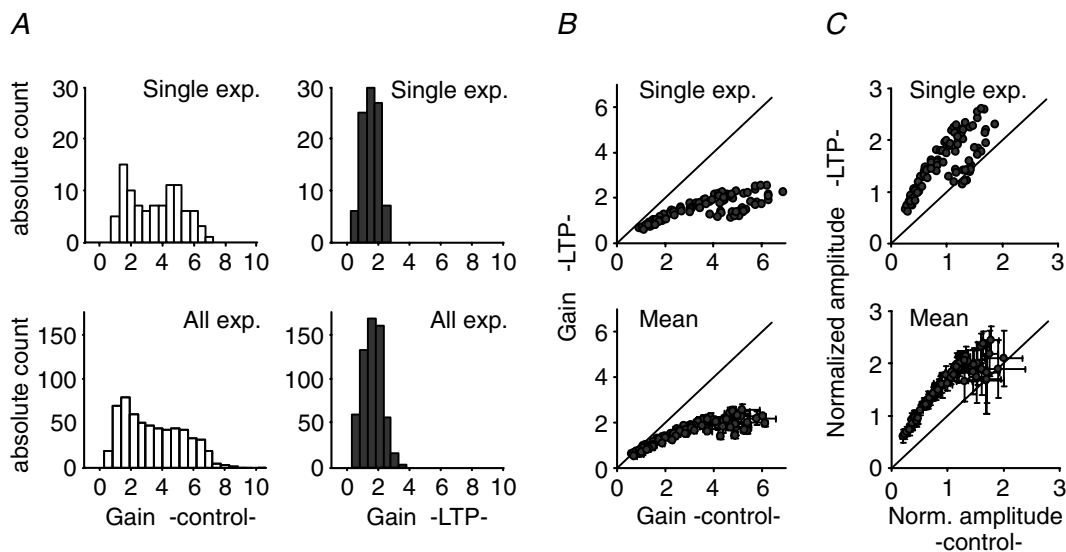 A
B
C
absolute count
30
20
10
0
Single exp.
0 2 4 6 8 10
30
20
10
0
Single exp.
0 2 4 6 8 10
absolute count
150
100
50
0
All exp.
0 2 4 6 8 10
Gain -control-
150
100
50
0
All exp.
0 2 4 6 8 10
Gain -LTP-
Gain -LTP-
6
4
2
0
Single exp.
0 2 4 6
6
4
2
0
Mean
0 2 4 6
Gain -control-
Normalized amplitude -LTP-
3
2
1
0
Single exp.
0 1 2 3
3
2
1
0
Mean
0 1 2 3
Norm. amplitude
-control-